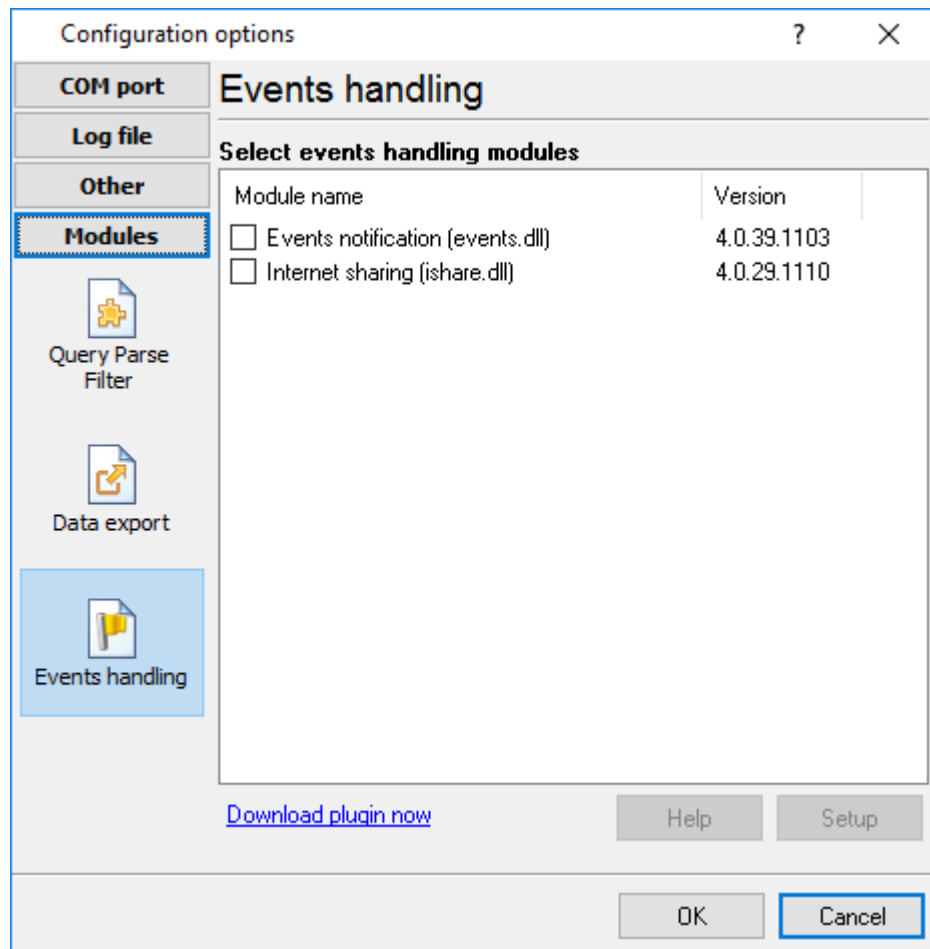 Configuration options
?
COM port
Log file
Other
Modules
Query Parse
Filter
Data export
Events handling
Events handling
Select events handling modules
Module name Version
Events notification (events.dll) 4.0.39.1103
Internet sharing (ishare.dll) 4.0.29.1110
Download plugin now
Help Setup
OK Cancel